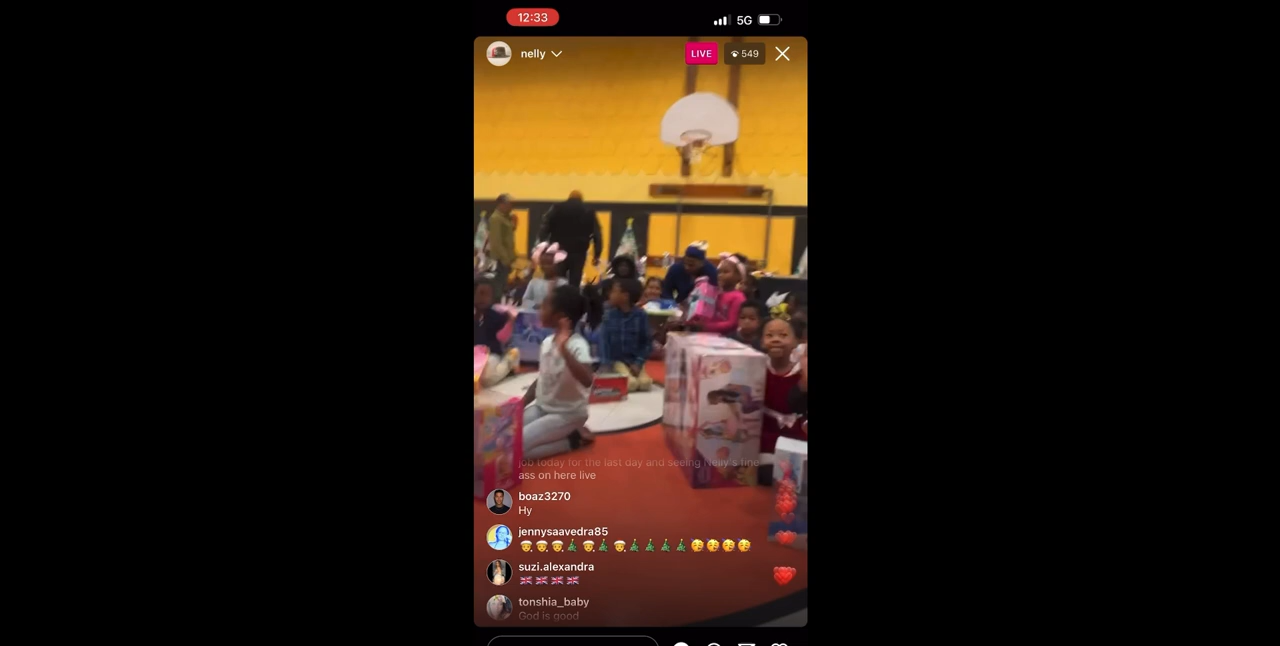 12:33
5G
nelly
LIVE
549
job today for the last day and seeing Nelly's fine
ass on here live
boaz3270
Hy
jennysaavedra85
🤶🤶🤶🎄🤶🎄🤶🎄🎄🎄🎄🥰🥰🥰🥰
suzi.alexandra
🇬🇧🇬🇧🇬🇧🇬🇧
tonshia_baby
God is good